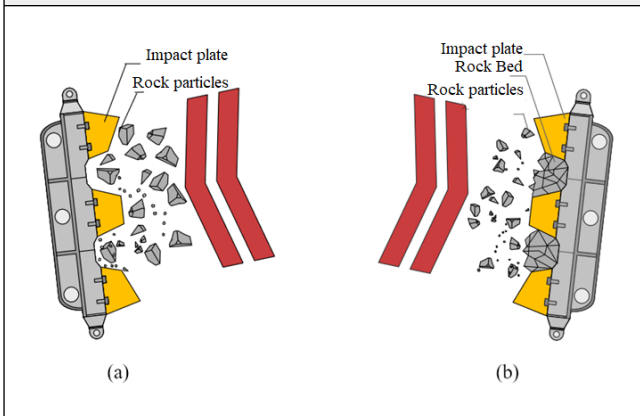 Impact plate
Rock particles
Impact plate
Rock Bed
Rock particles
(a)
(b)